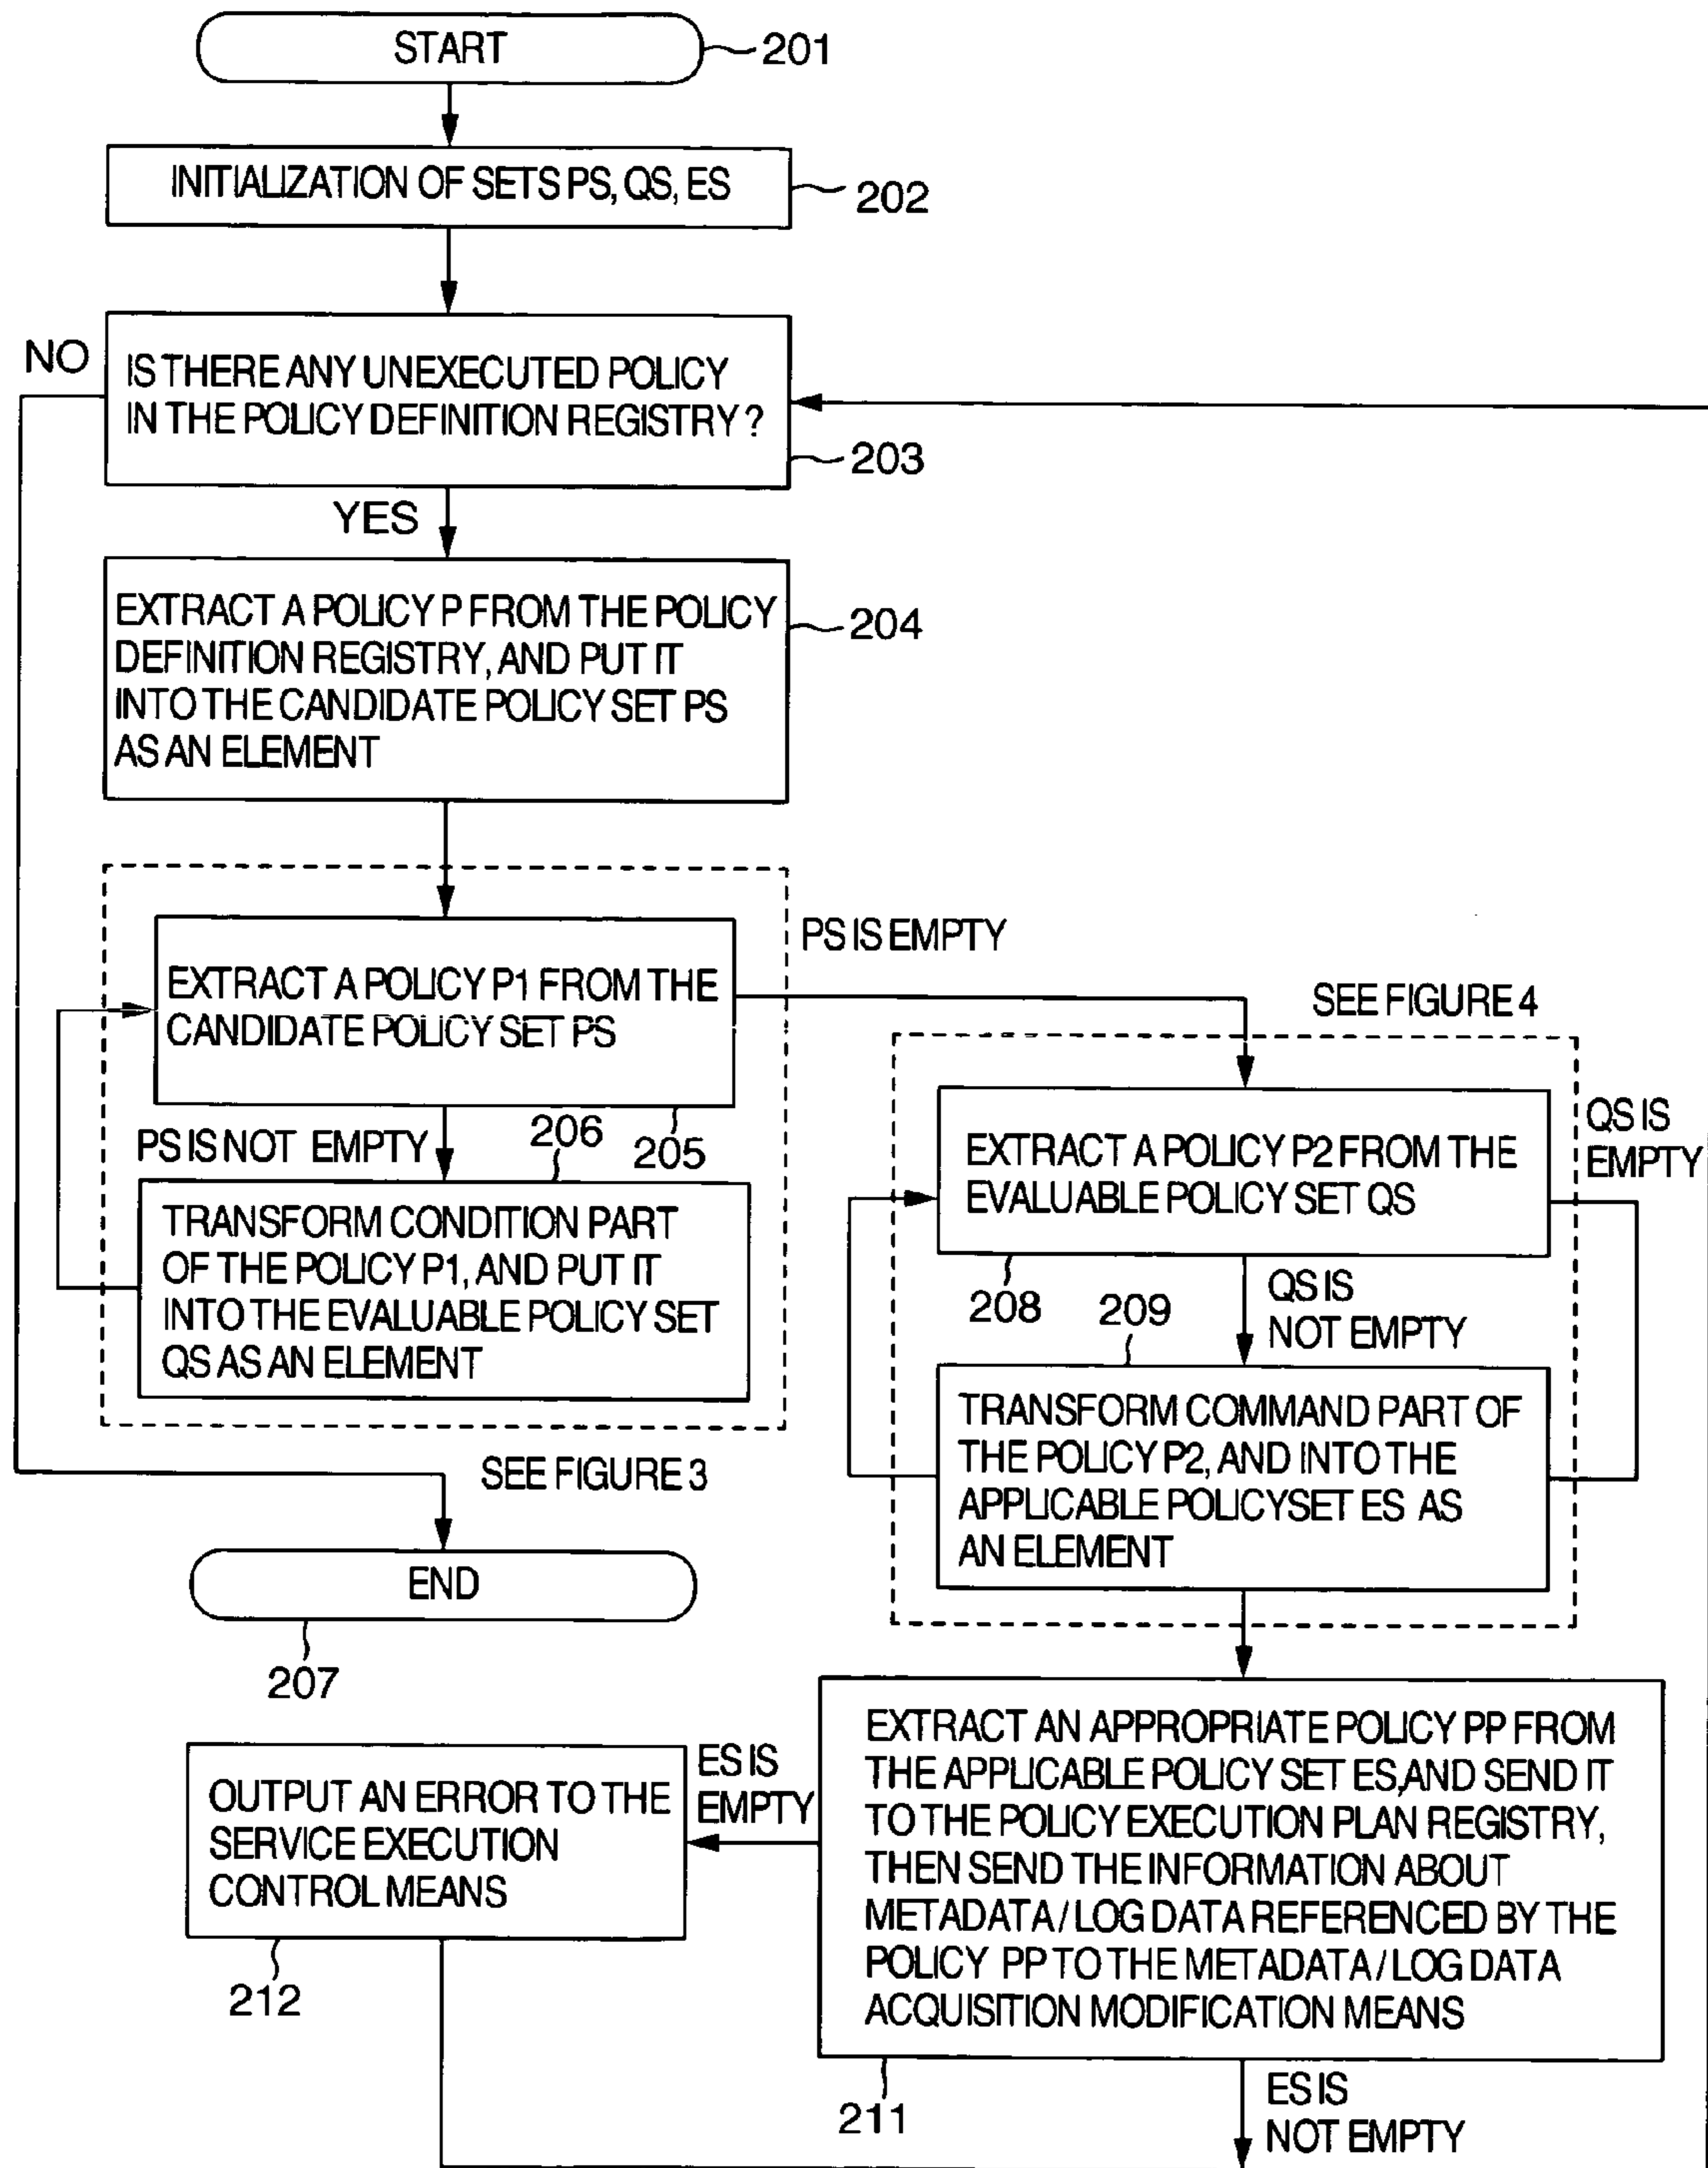 START
201
INITIALIZATION OF SETS PS, QS, ES
202
NO
IS THERE ANY UNEXECUTED POLICY
IN THE POLICY DEFINITION REGISTRY?
203
YES
EXTRACT A POLICY P FROM THE POLICY
DEFINITION REGISTRY, AND PUT IT
INTO THE CANDIDATE POLICY SET PS
AS AN ELEMENT
204
PS IS EMPTY
EXTRACT A POLICY P1 FROM THE
CANDIDATE POLICY SET PS
205
PS IS NOT EMPTY
206
TRANSFORM CONDITION PART
OF THE POLICY P1, AND PUT IT
INTO THE EVALUABLE POLICY SET
QS AS AN ELEMENT
SEE FIGURE 3
END
207
SEE FIGURE 4
EXTRACT A POLICY P2 FROM THE
EVALUABLE POLICY SET QS
QS IS
EMPTY
208
QS IS
NOT EMPTY
209
TRANSFORM COMMAND PART OF
THE POLICY P2, AND INTO THE
APPLICABLE POLICYSET ES AS
AN ELEMENT
EXTRACT AN APPROPRIATE POLICY PP FROM
THE APPLICABLE POLICY SET ES,AND SEND IT
TO THE POLICY EXECUTION PLAN REGISTRY,
THEN SEND THE INFORMATION ABOUT
METADATA/LOG DATA REFERENCED BY THE
POLICY PP TO THE METADATA/LOG DATA
ACQUISITION MODIFICATION MEANS
211
ES IS
EMPTY
OUTPUT AN ERROR TO THE
SERVICE EXECUTION
CONTROL MEANS
212
ES IS
NOT EMPTY